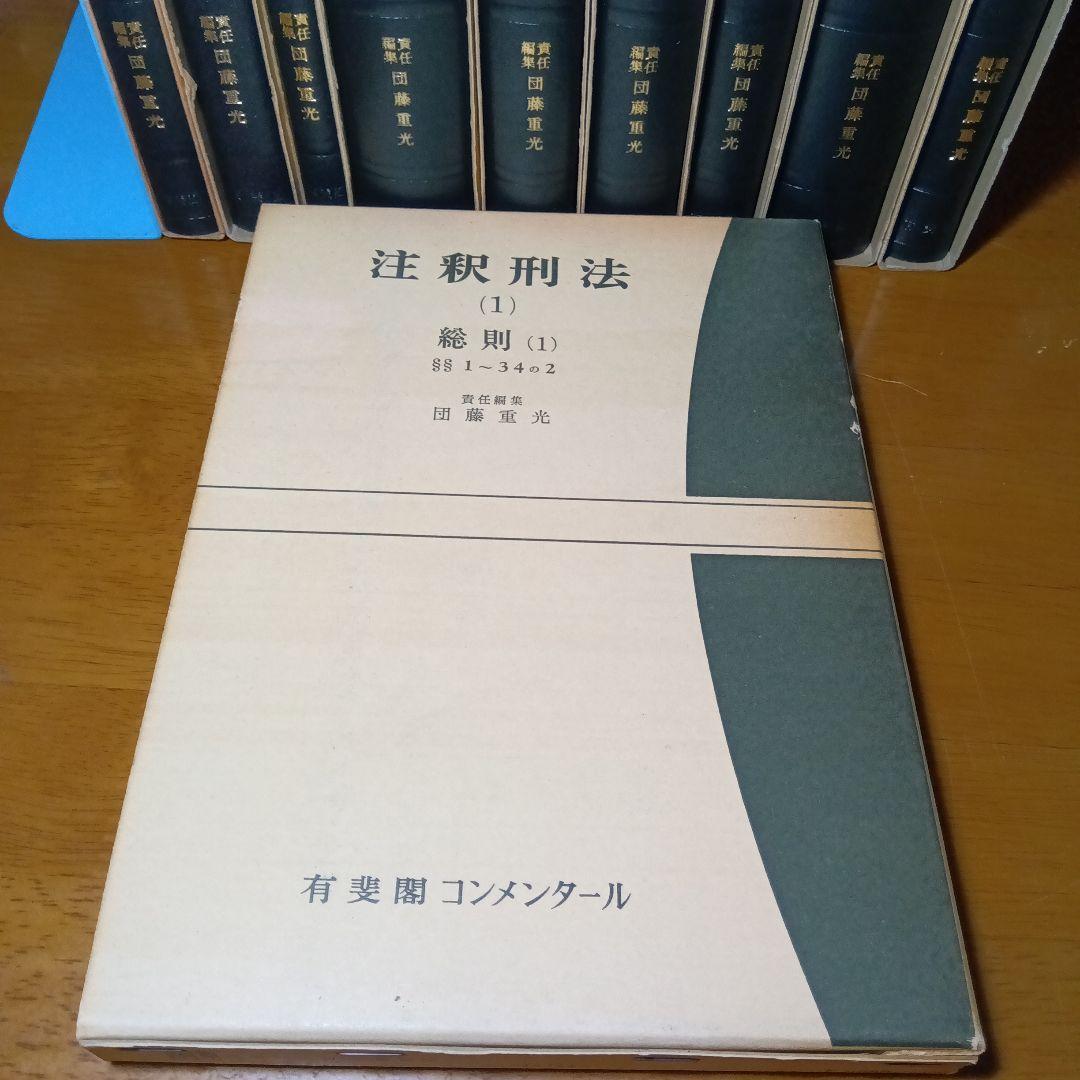 責任編集 団藤重光
責任編集 団藤重光
責任編集 団藤重光
責任編集 団藤重光
責任編集 団藤重光
責任編集 団藤重光
責任編集 団藤重光
責任編集 団藤重光
責任編集 団藤重光
注釈刑法
(1)
総則(1)
§§ 1～34の2
責任編集
団藤重光
有斐閣コンメンタール